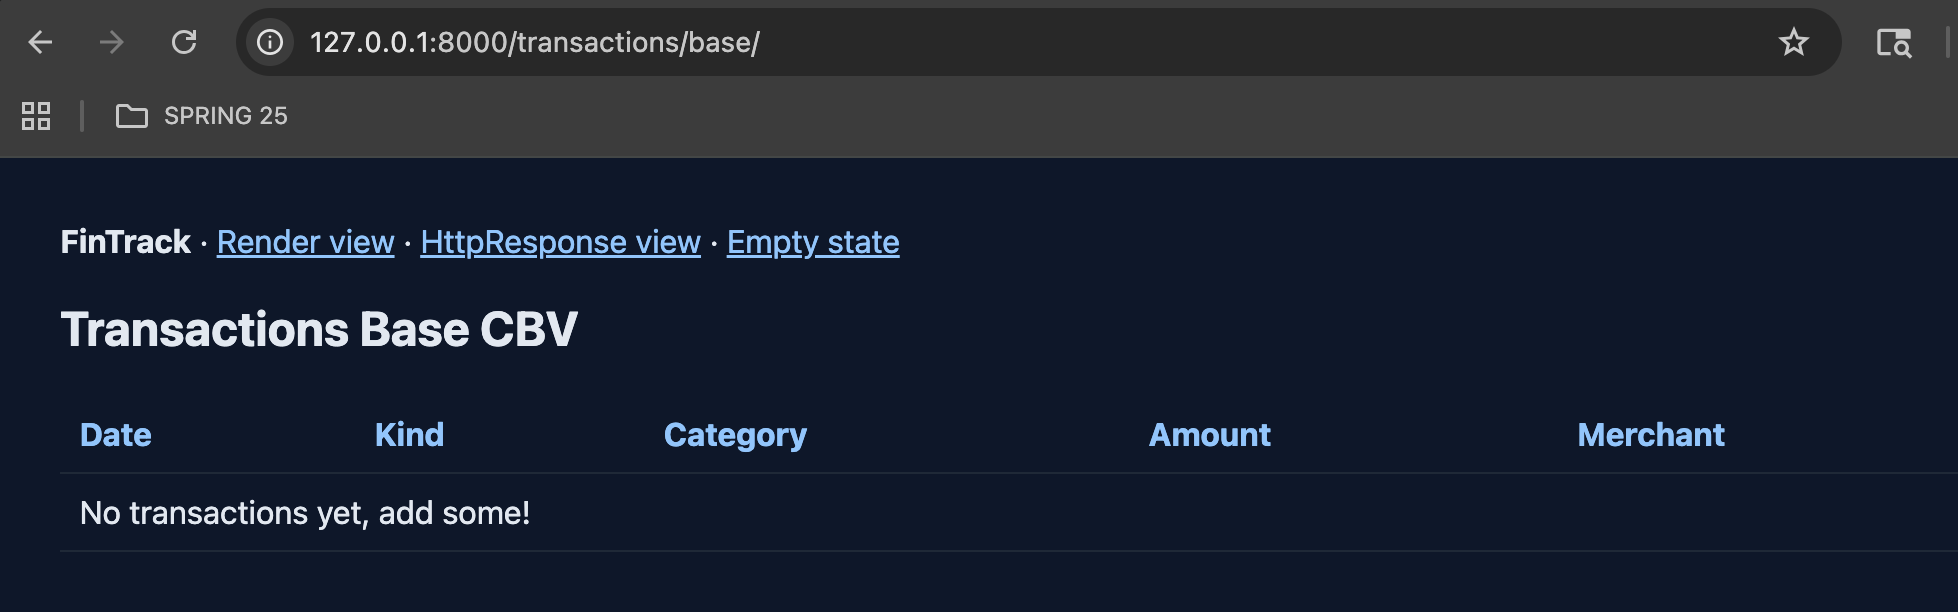 127.0.0.1:8000/transactions/base/
SPRING 25
FinTrack · Render view · HttpResponse view · Empty state
Transactions Base CBV
Date Kind Category Amount Merchant
No transactions yet, add some!